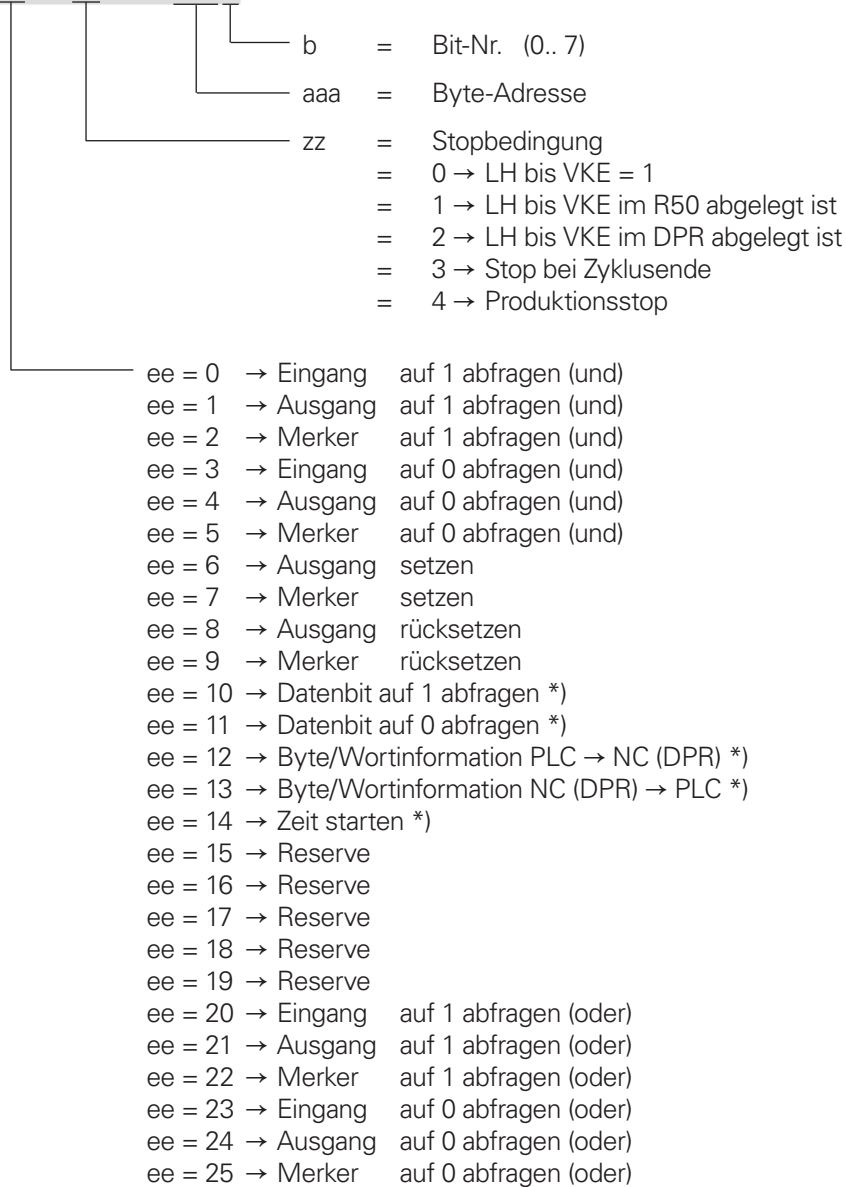 b = Bit-Nr. (0.. 7)
aaa = Byte-Adresse
zz = Stopbedingung
= 0 → LH bis VKE = 1
= 1 → LH bis VKE im R50 abgelegt ist
= 2 → LH bis VKE im DPR abgelegt ist
= 3 → Stop bei Zyklusende
= 4 → Produktionsstop
ee = 0 → Eingang auf 1 abfragen (und)
ee = 1 → Ausgang auf 1 abfragen (und)
ee = 2 → Merker auf 1 abfragen (und)
ee = 3 → Eingang auf 0 abfragen (und)
ee = 4 → Ausgang auf 0 abfragen (und)
ee = 5 → Merker auf 0 abfragen (und)
ee = 6 → Ausgang setzen
ee = 7 → Merker setzen
ee = 8 → Ausgang rücksetzen
ee = 9 → Merker rücksetzen
ee = 10 → Datenbit auf 1 abfragen *)
ee = 11 → Datenbit auf 0 abfragen *)
ee = 12 → Byte/Wortinformation PLC → NC (DPR) *)
ee = 13 → Byte/Wortinformation NC (DPR) → PLC *)
ee = 14 → Zeit starten *)
ee = 15 → Reserve
ee = 16 → Reserve
ee = 17 → Reserve
ee = 18 → Reserve
ee = 19 → Reserve
ee = 20 → Eingang auf 1 abfragen (oder)
ee = 21 → Ausgang auf 1 abfragen (oder)
ee = 22 → Merker auf 1 abfragen (oder)
ee = 23 → Eingang auf 0 abfragen (oder)
ee = 24 → Ausgang auf 0 abfragen (oder)
ee = 25 → Merker auf 0 abfragen (oder)